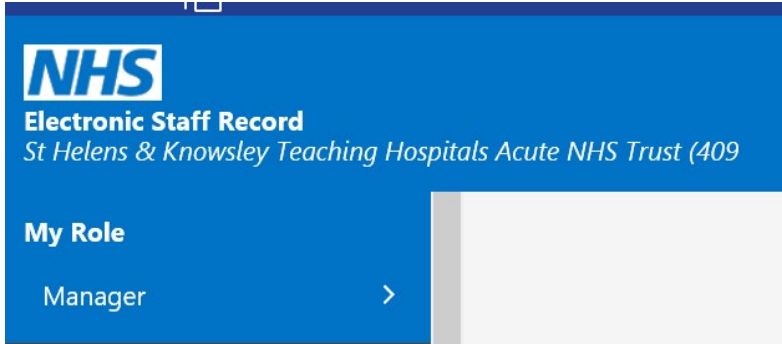 NHS
Electronic Staff Record
St Helens & Knowsley Teaching Hospitals Acute NHS Trust (409
My Role
Manager